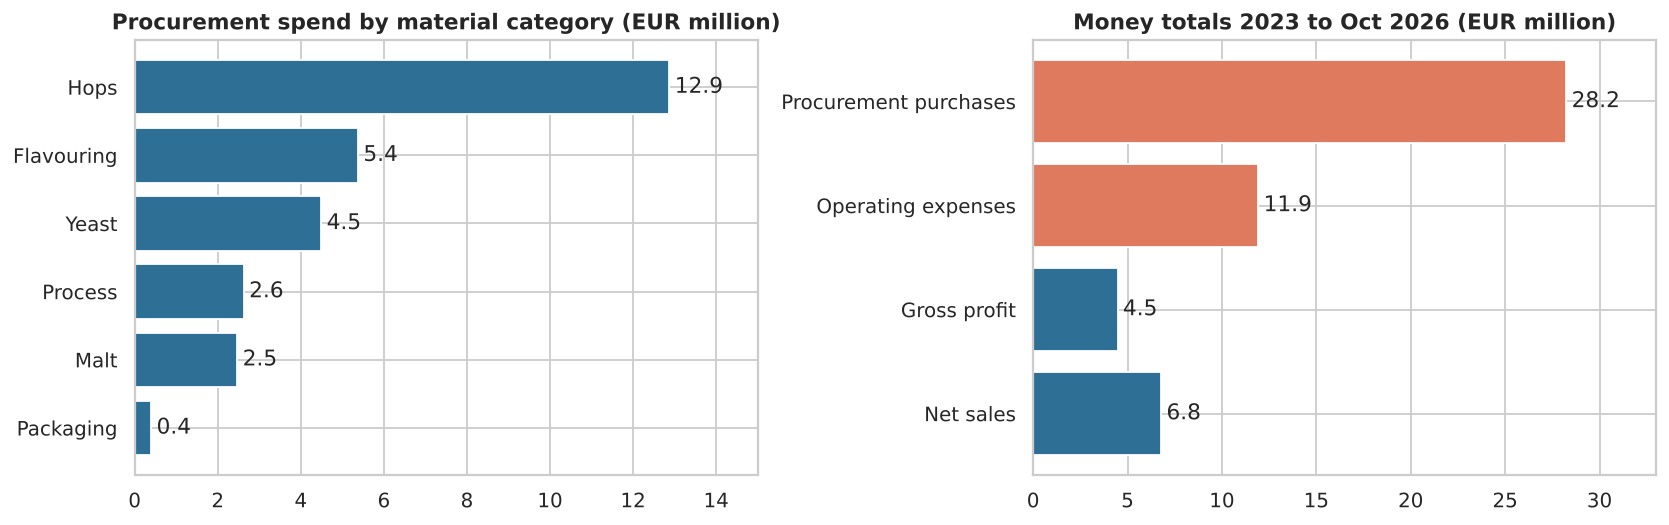 Procurement spend by material category (EUR million)
Hops
12.9
Flavouring
5.4
Yeast
4.5
Process
2.6
Malt
2.5
Packaging
0.4
0 2 4 6 8 10 12 14
Money totals 2023 to Oct 2026 (EUR million)
Procurement purchases
28.2
Operating expenses
11.9
Gross profit
4.5
Net sales
6.8
0 5 10 15 20 25 30